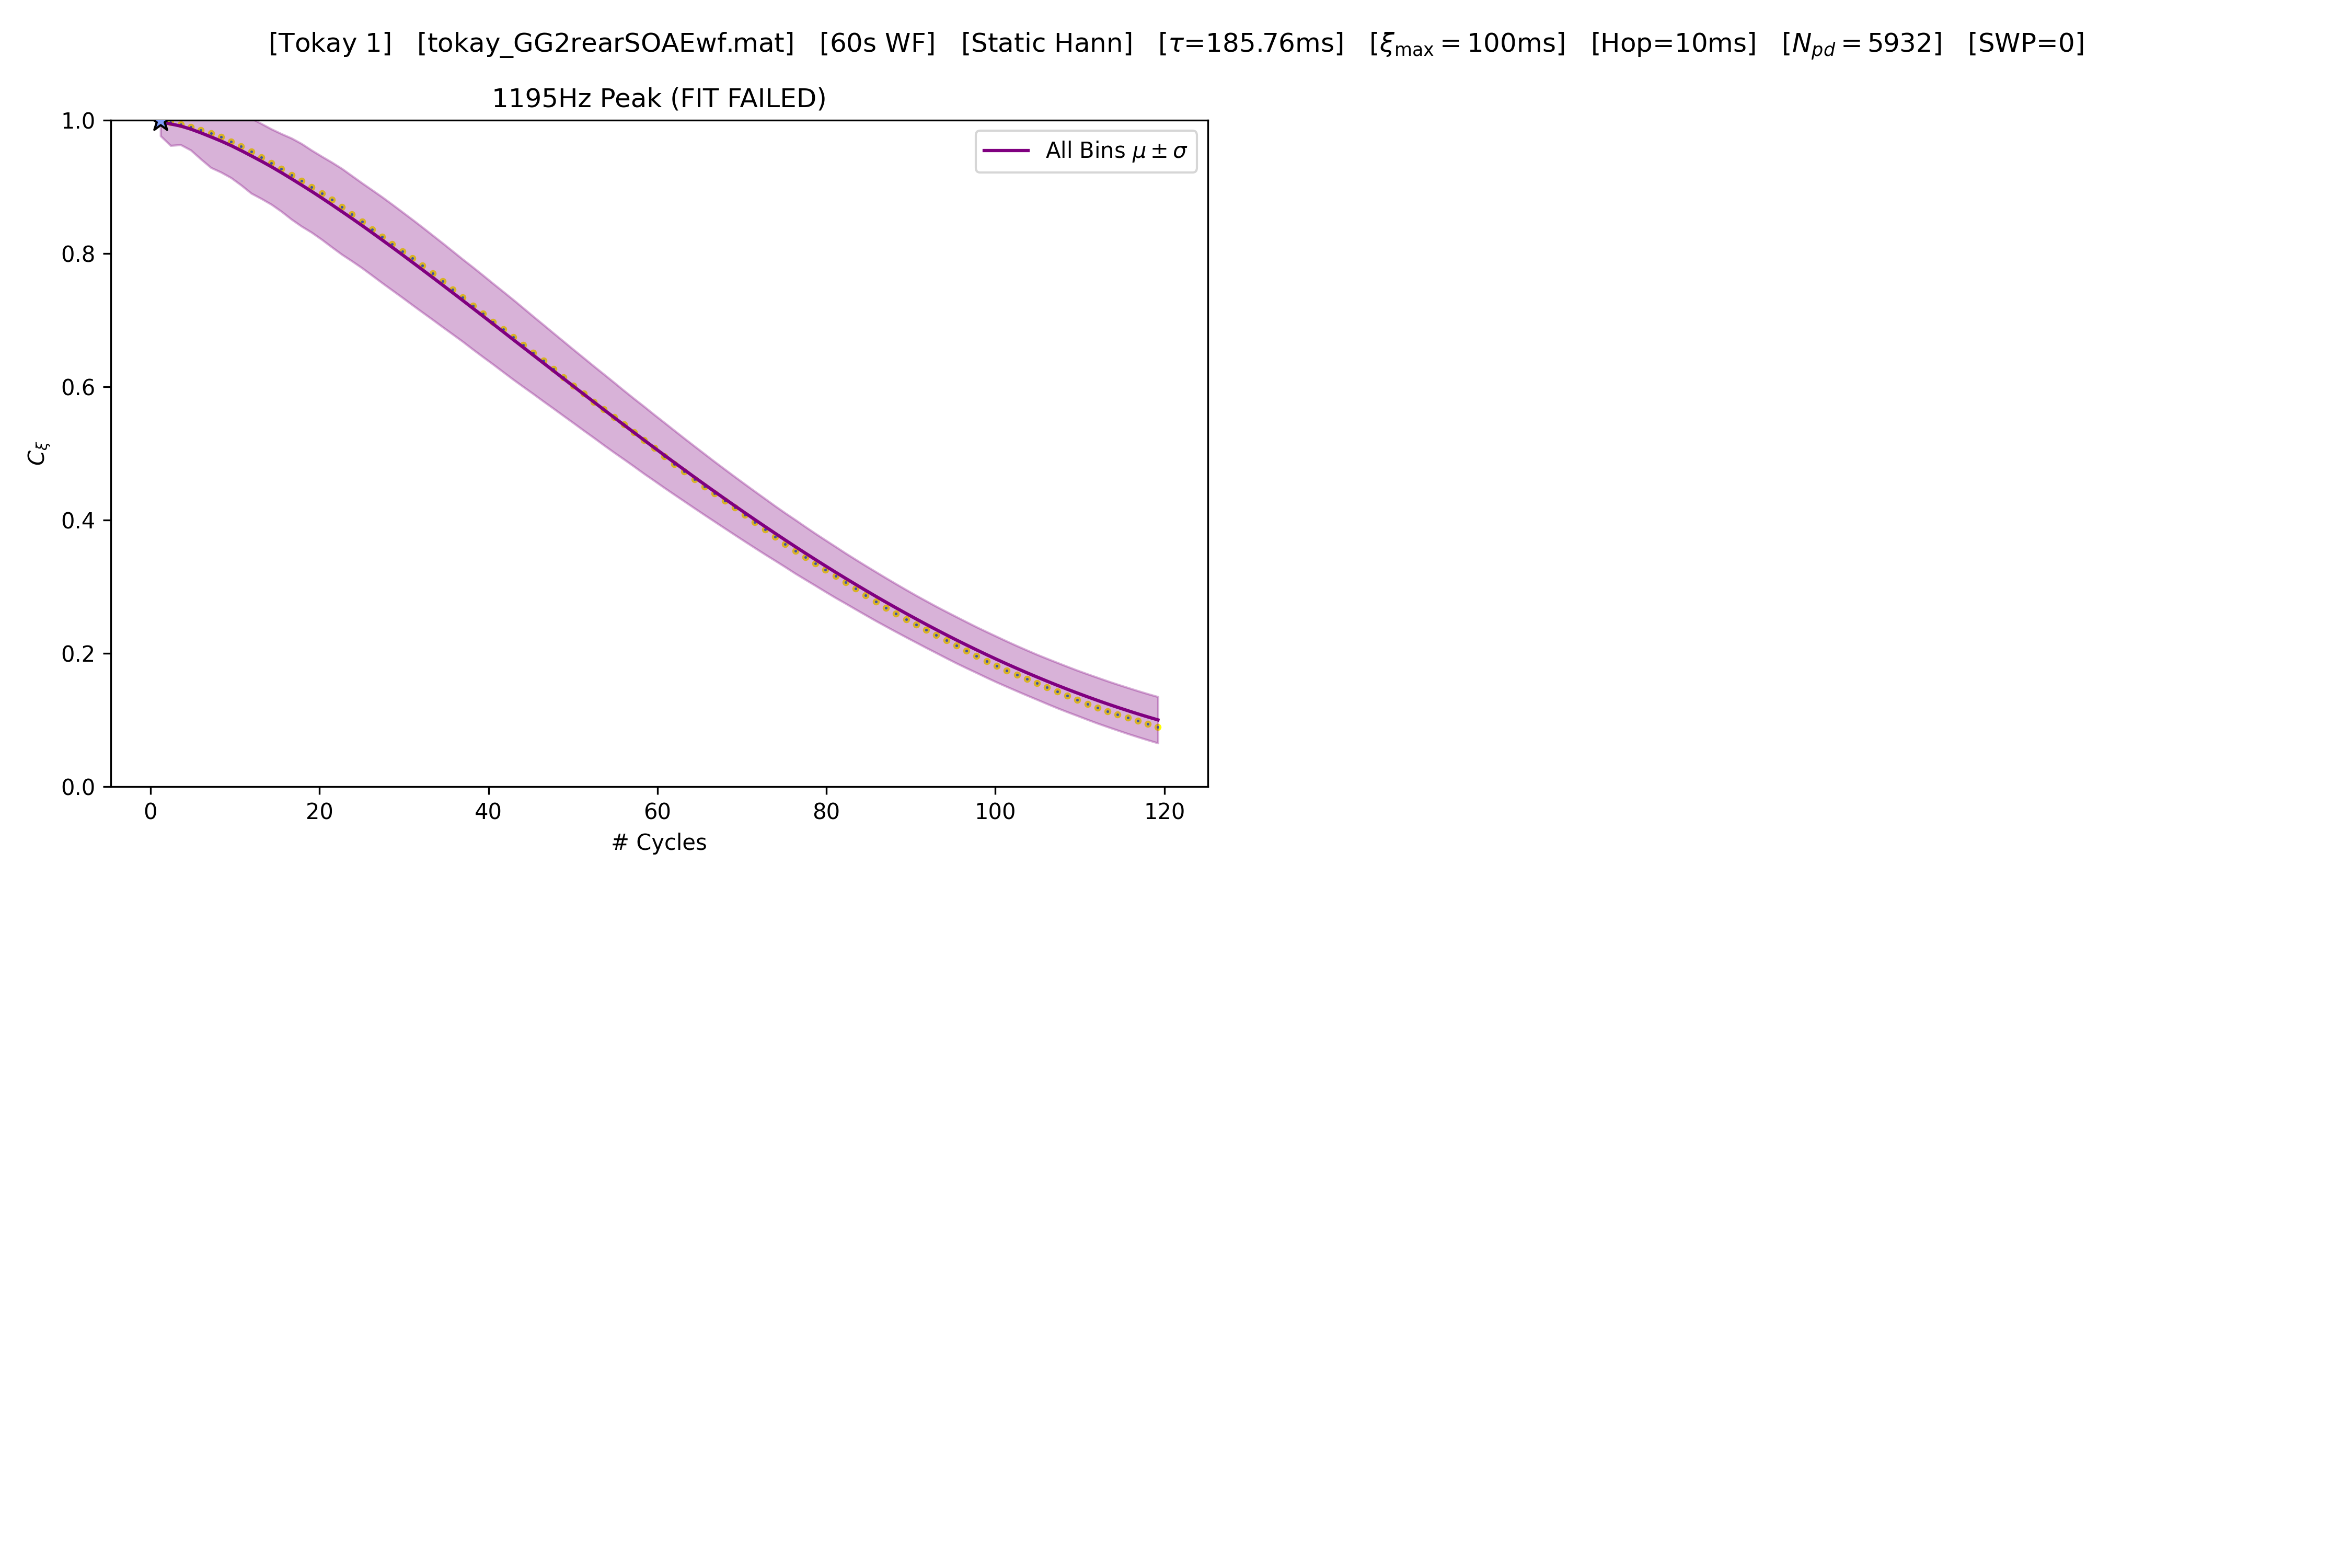 [Tokay 1] [tokay_GG2rearSOAEwf.mat] [60s WF] [Static Hann] [τ=185.76ms] [ξmax = 100ms] [Hop=10ms] [Npd = 5932] [SWP=0]
1195Hz Peak (FIT FAILED)
All Bins μ ± σ
1.0
0.8
0.6
0.4
0.2
0.0
Cξ
0 20 40 60 80 100 120
# Cycles